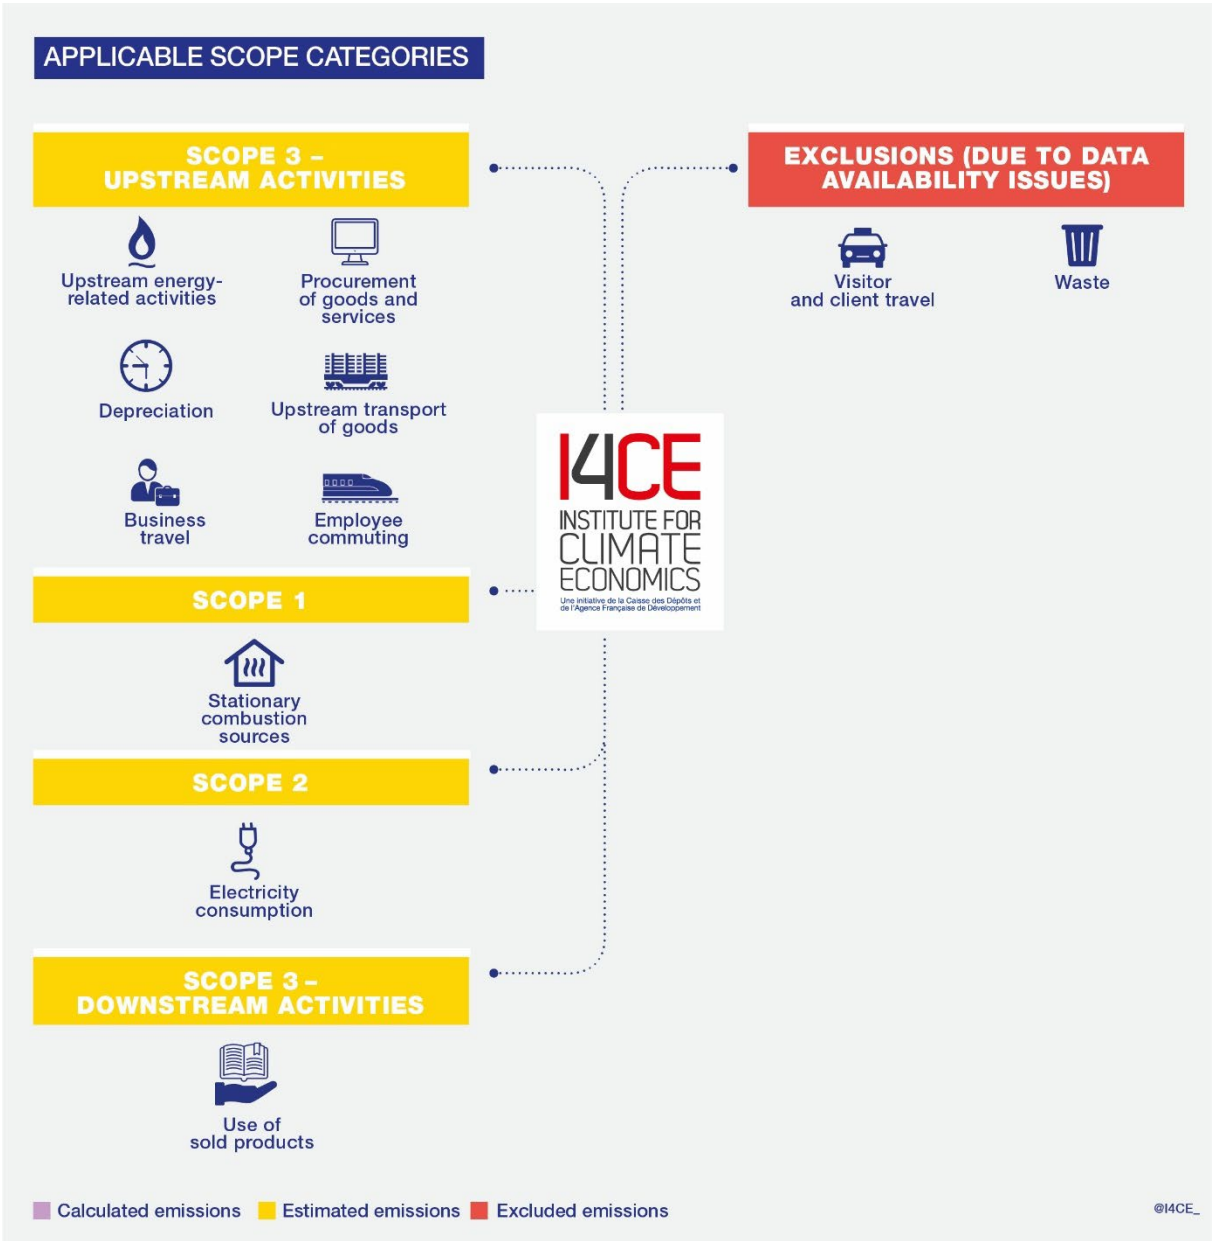 APPLICABLE SCOPE CATEGORIES
SCOPE 3 –
UPSTREAM ACTIVITIES
Upstream energy-
related activities
Procurement
of goods and
services
Depreciation
Upstream transport
of goods
Business
travel
Employee
commuting
SCOPE 1
Stationary
combustion
sources
SCOPE 2
Electricity
consumption
SCOPE 3 –
DOWNSTREAM ACTIVITIES
Use of
sold products
EXCLUSIONS (DUE TO DATA
AVAILABILITY ISSUES)
Visitor
and client travel
Waste
I4CE
INSTITUTE FOR
CLIMATE
ECONOMICS
Une initiative de la Caisse des Dépôts et
de l'Agence Française de Développement
Calculated emissions
Estimated emissions
Excluded emissions
@I4CE_